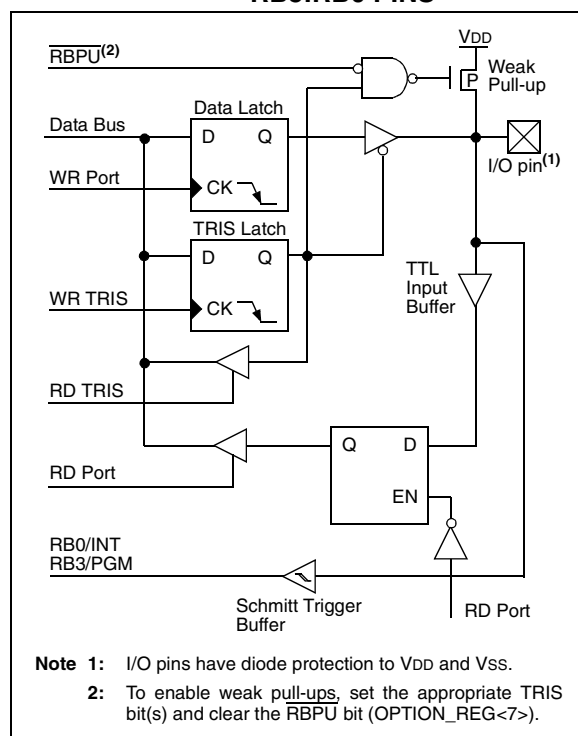 RB3:RB0 PINS
VDD
RBPU(2)
Weak
Pull-up
P
Data Latch
Data Bus
D Q
I/O pin(1)
WR Port
CK
TRIS Latch
D Q
TTL
Input
Buffer
WR TRIS
CK
RD TRIS
Q D
RD Port
EN
RB0/INT
RB3/PGM
Schmitt Trigger
Buffer
RD Port
Note 1: I/O pins have diode protection to VDD and VSS.
2: To enable weak pull-ups, set the appropriate TRIS
bit(s) and clear the RBPU bit (OPTION_REG<7>).